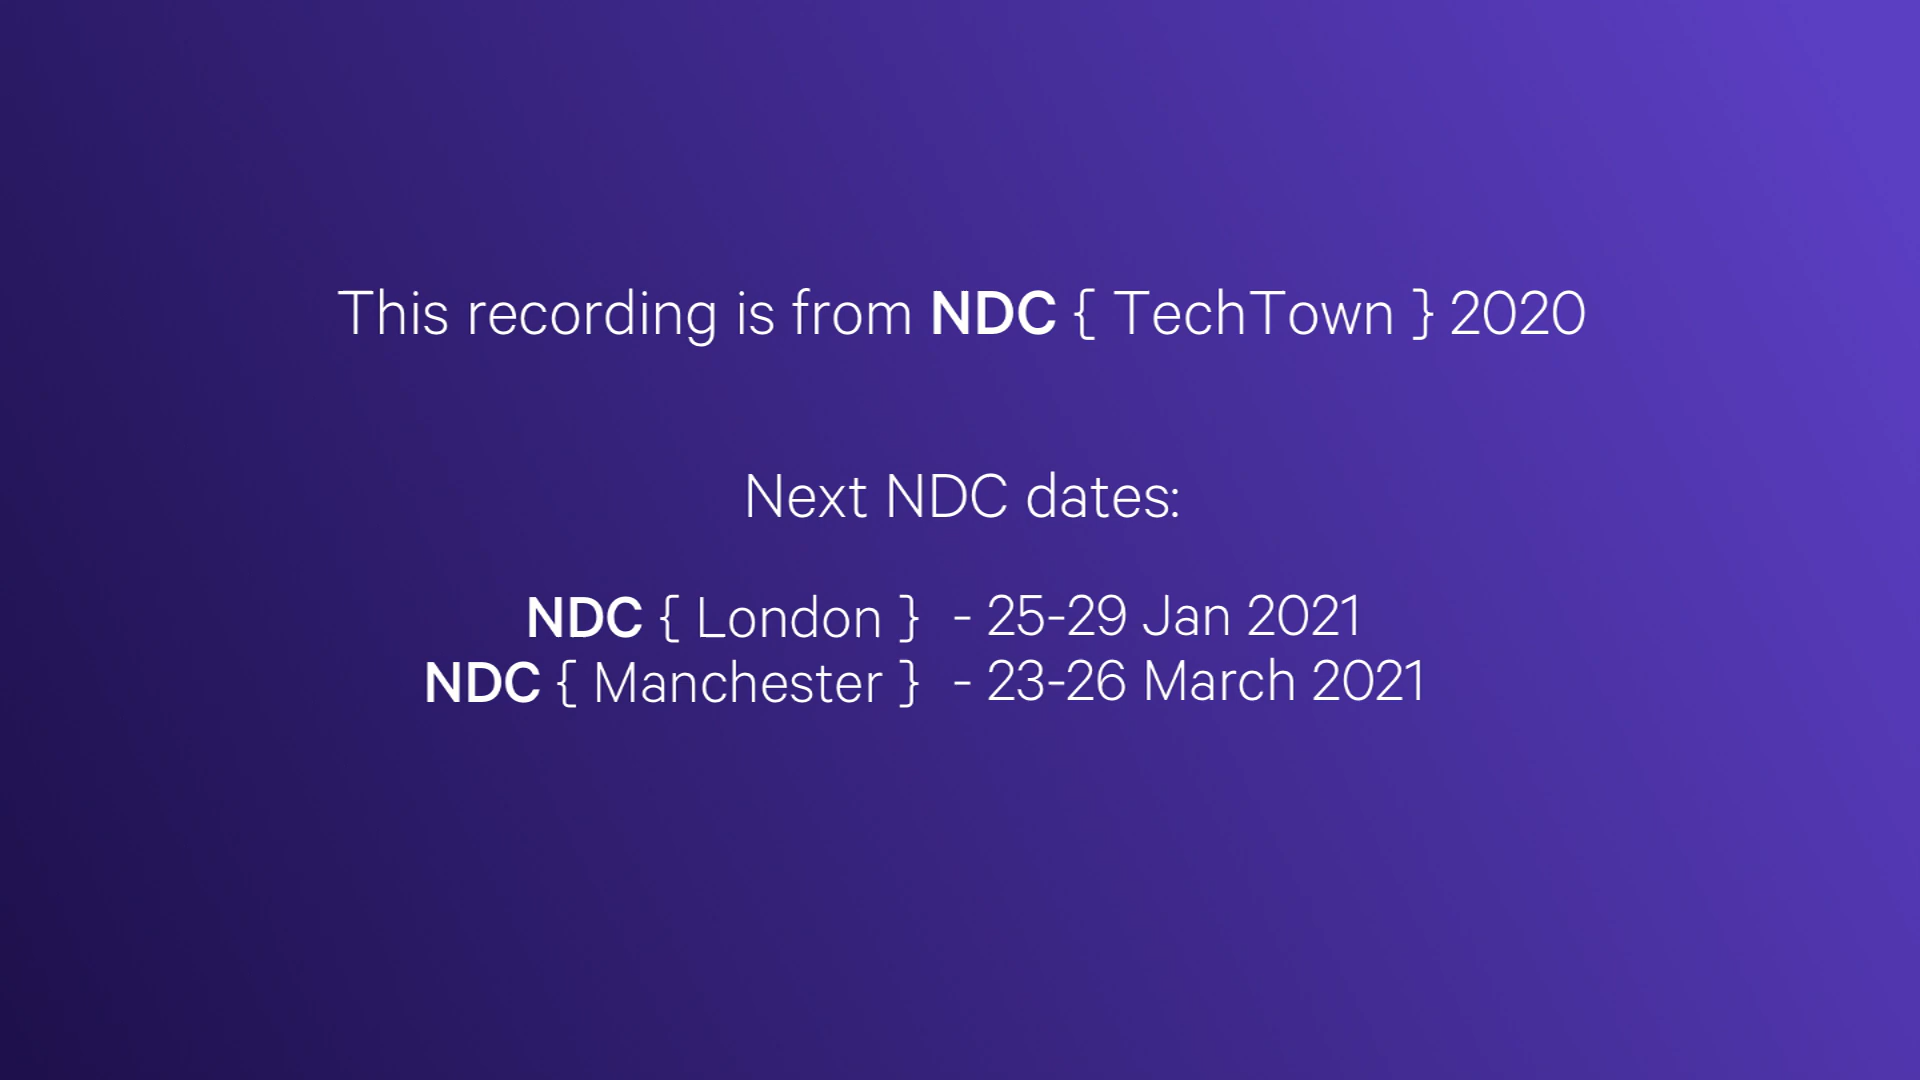 This recording is from NDC { TechTown } 2020
Next NDC dates:
NDC { London } - 25-29 Jan 2021
NDC { Manchester } - 23-26 March 2021